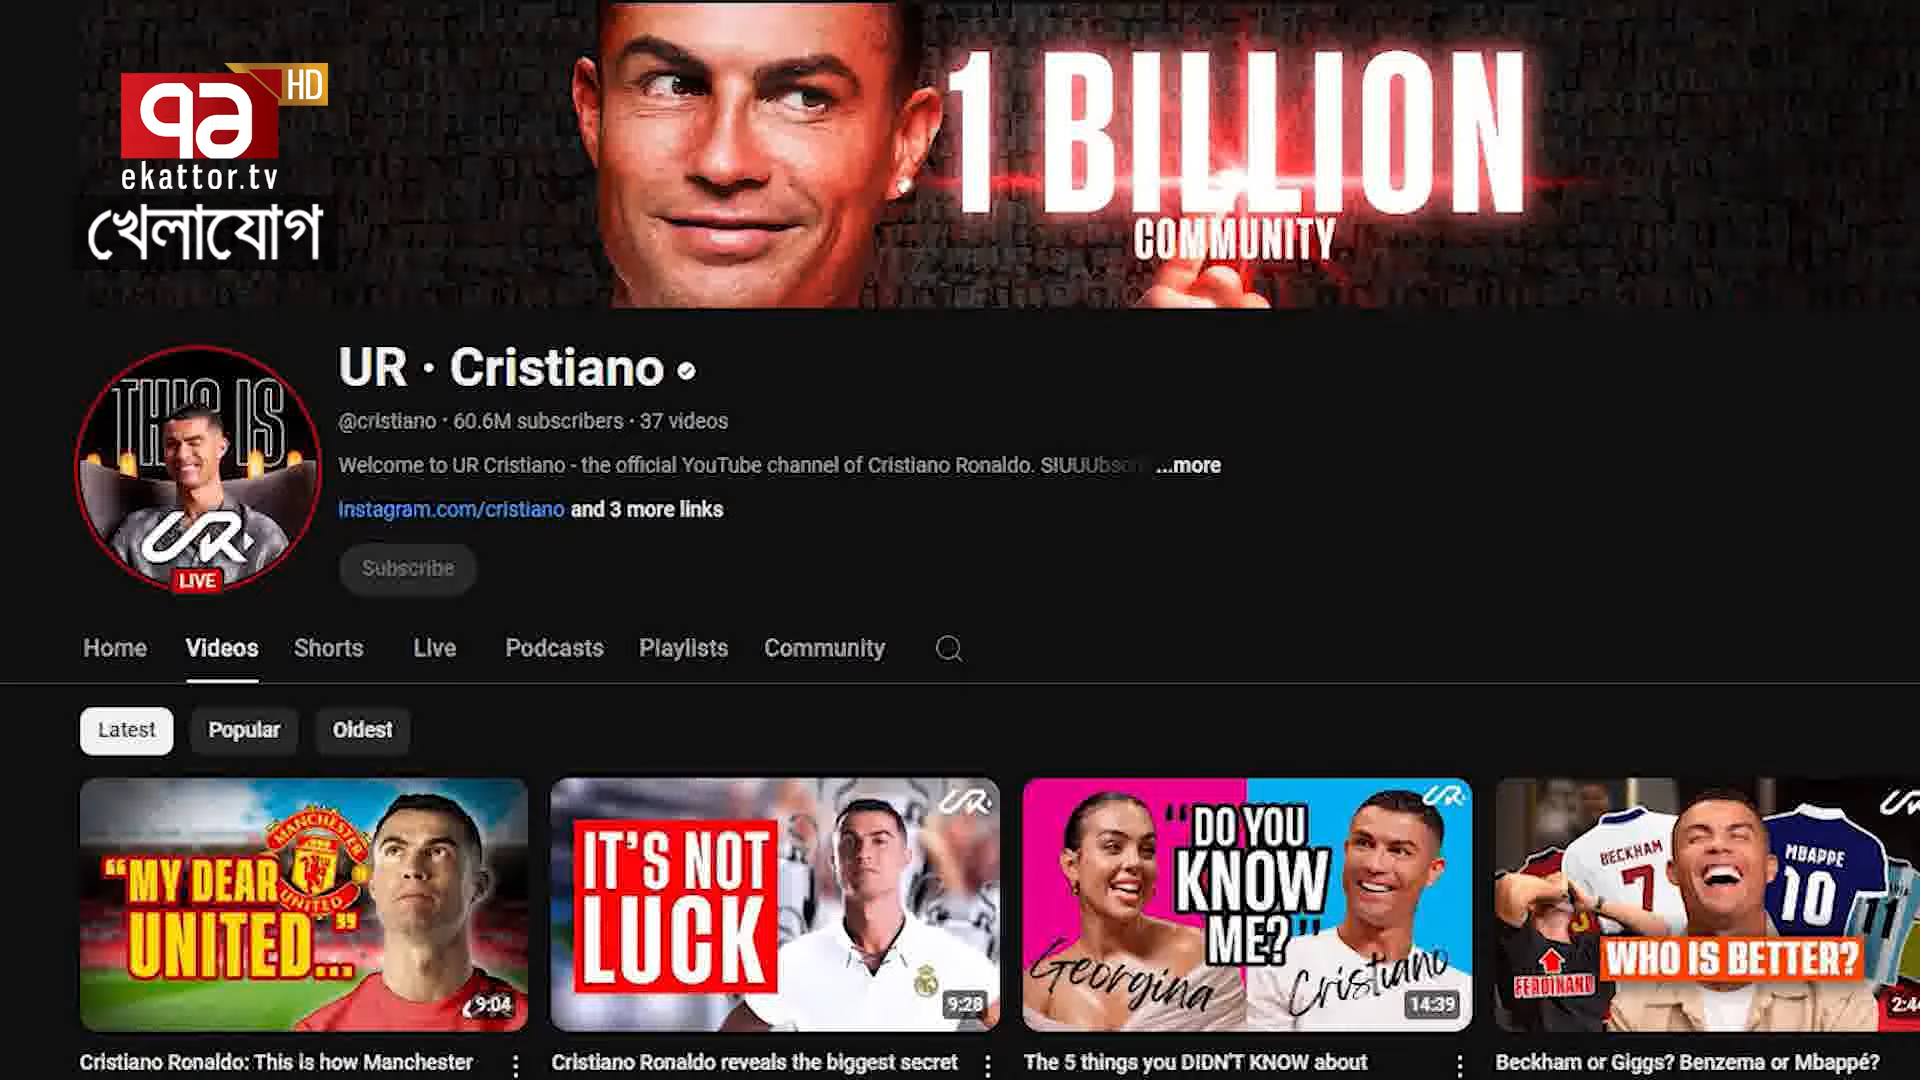 1 BILLION
COMMUNITY
৭১ HD
ekattor.tv
খেলাযোগ
UR · Cristiano
@cristiano · 60.6M subscribers · 37 videos
Welcome to UR Cristiano - the official YouTube channel of Cristiano Ronaldo. SIUUUbscri ...more
instagram.com/cristiano and 3 more links
THIS IS
UR
LIVE
Subscribe
Home Videos Shorts Live Podcasts Playlists Community
Latest Popular Oldest
MANCHESTER
UNITED
“MY DEAR
UNITED...”
9:04
UR
IT'S NOT
LUCK
9:28
UR
“DO YOU
KNOW
ME?”
Georgina
Cristiano
14:39
BECKHAM
7
MBAPPE
10
11
FERDINAND
WHO IS BETTER?
Cristiano Ronaldo: This is how Manchester
Cristiano Ronaldo reveals the biggest secret
The 5 things you DIDN'T KNOW about
Beckham or Giggs? Benzema or Mbappé?